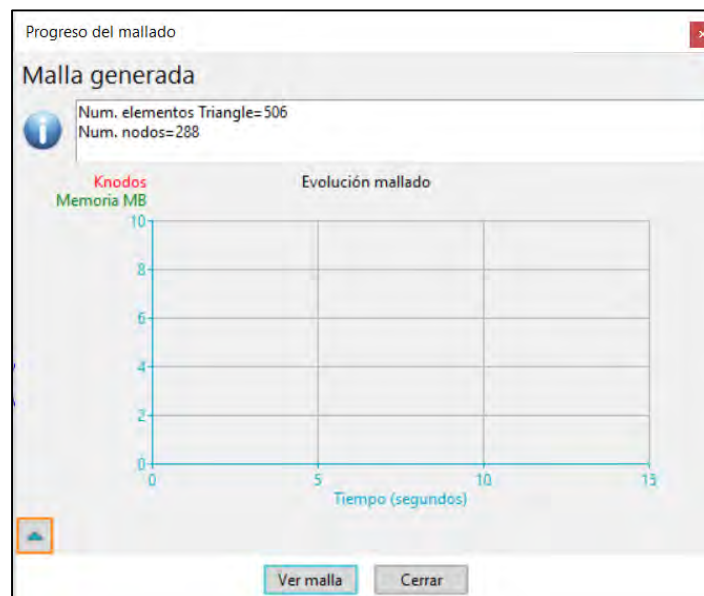 Progreso del mallado
Malla generada
Num. elementos Triangle=506
Num. nodos=288
Knodos
Evolución mallado
Memoria MB
10
8
6
4
2
0
0 5 10 15
Tiempo (segundos)
Ver malla Cerrar